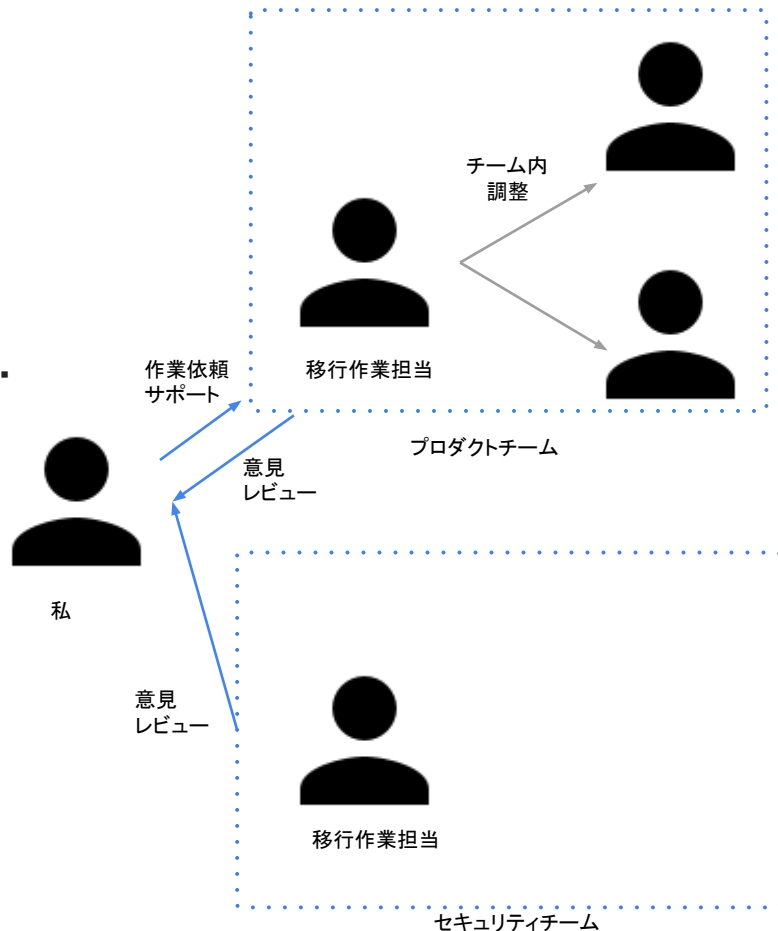 チーム内
調整
作業依頼
サポート
移行作業担当
プロダクトチーム
意見
レビュー
私
意見
レビュー
移行作業担当
セキュリティチーム